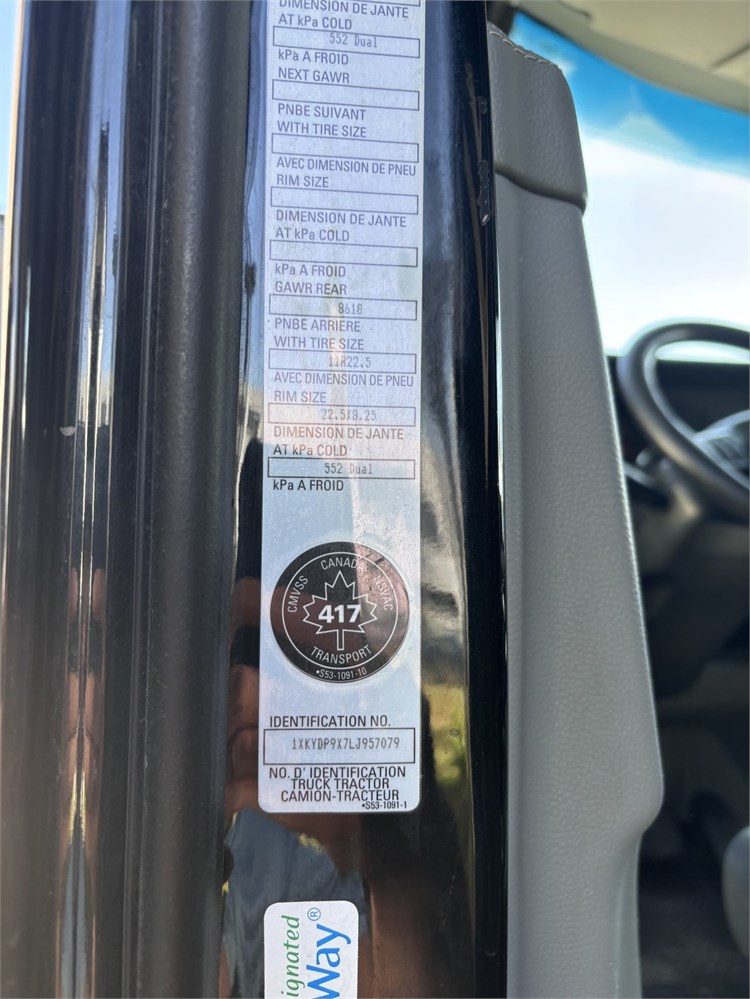 DIMENSION DE JANTE
AT kPa COLD
552 Dual
kPa A FROID
NEXT GAWR
PNBE SUIVANT
WITH TIRE SIZE
AVEC DIMENSION DE PNEU
RIM SIZE
DIMENSION DE JANTE
AT kPa COLD
kPa A FROID
GAWR REAR
8618
PNBE ARRIERE
WITH TIRE SIZE
11R22.5
AVEC DIMENSION DE PNEU
RIM SIZE
22.5X8.25
DIMENSION DE JANTE
AT kPa COLD
552 Dual
kPa A FROID
CMVSS CANADA NSVAC
417
TRANSPORT
*S53-1091-10
IDENTIFICATION NO.
1XKYDP9X7LJ957079
NO. D' IDENTIFICATION
TRUCK TRACTOR
CAMION-TRACTEUR
*S53-1091-1
ignated
Way®